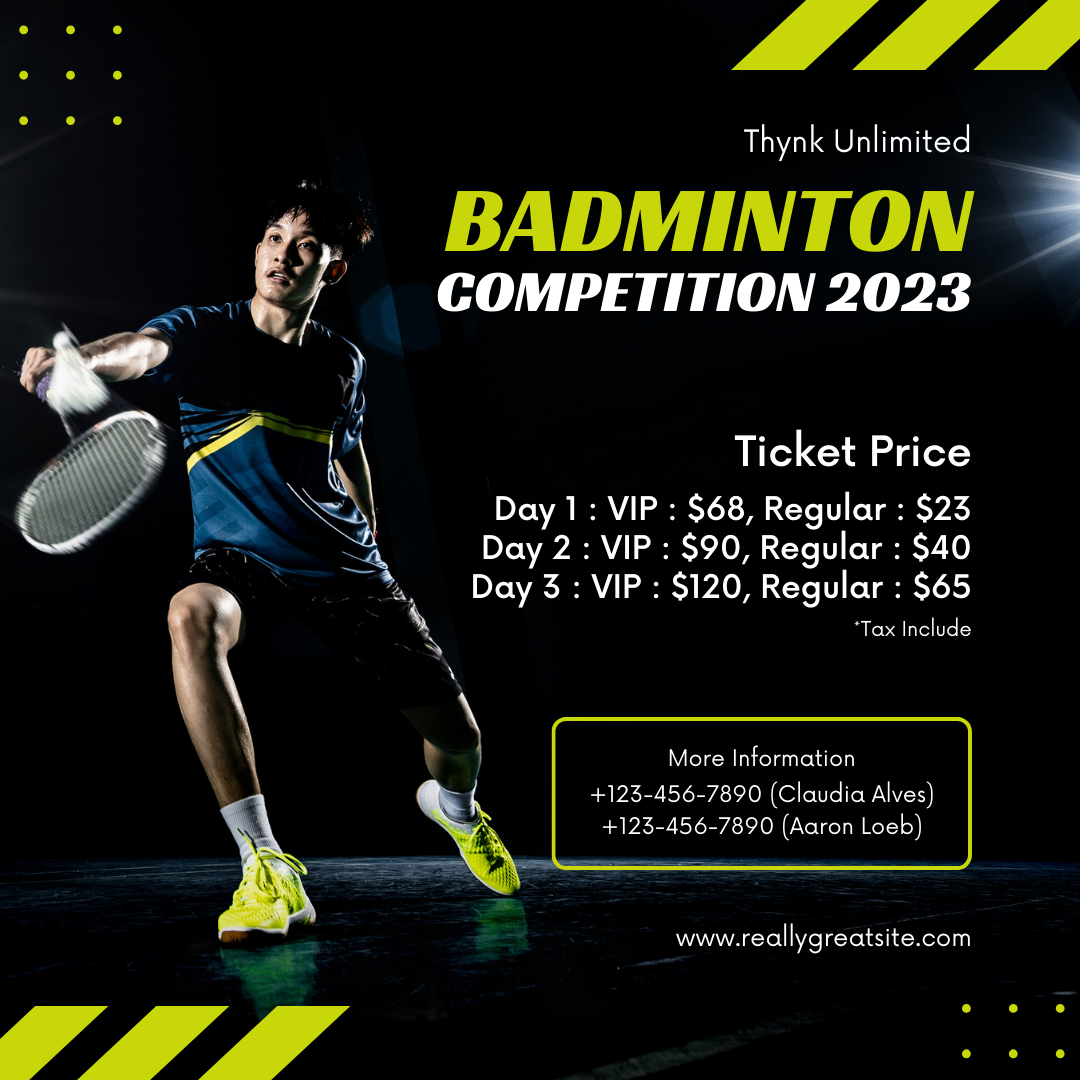 Thynk Unlimited
BADMINTON
COMPETITION 2023
Ticket Price
Day 1 : VIP : $68, Regular : $23
Day 2 : VIP : $90, Regular : $40
Day 3 : VIP : $120, Regular : $65
*Tax Include
More Information
+123-456-7890 (Claudia Alves)
+123-456-7890 (Aaron Loeb)
www.reallygreatsite.com